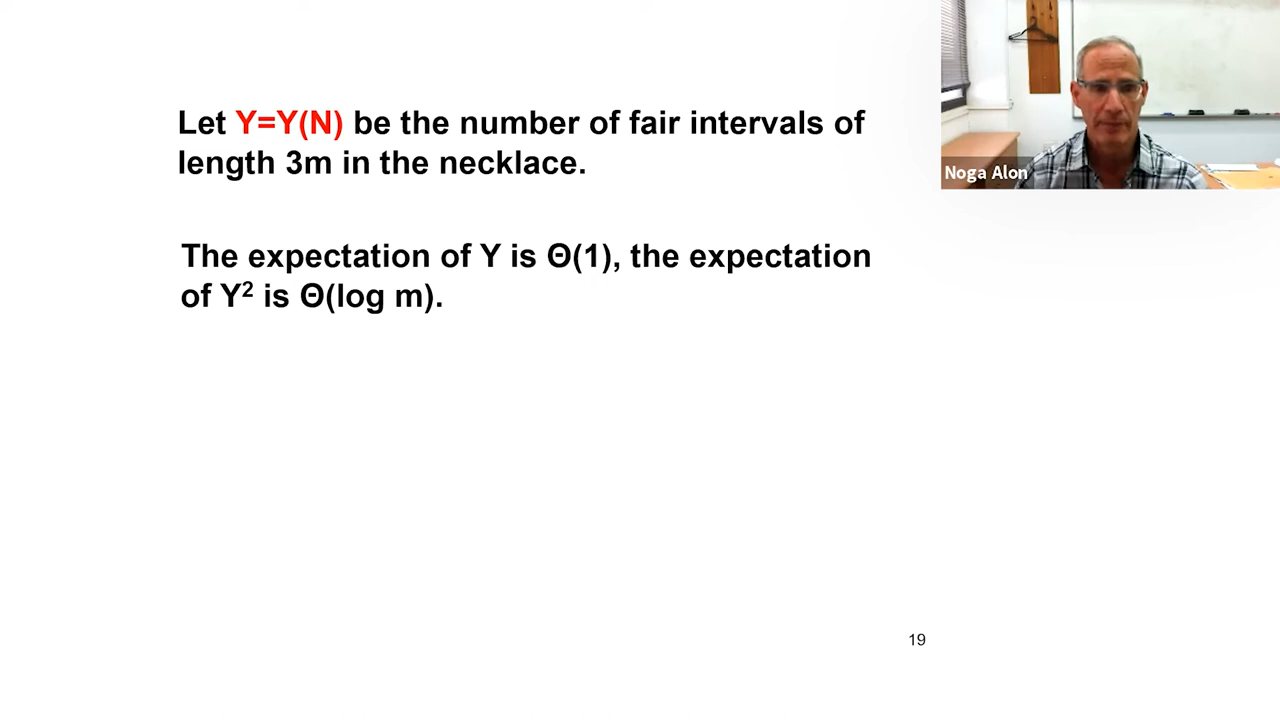 Let Y=Y(N) be the number of fair intervals of
length 3m in the necklace.
The expectation of Y is Θ(1), the expectation
of Y² is Θ(log m).
Noga Alon
19